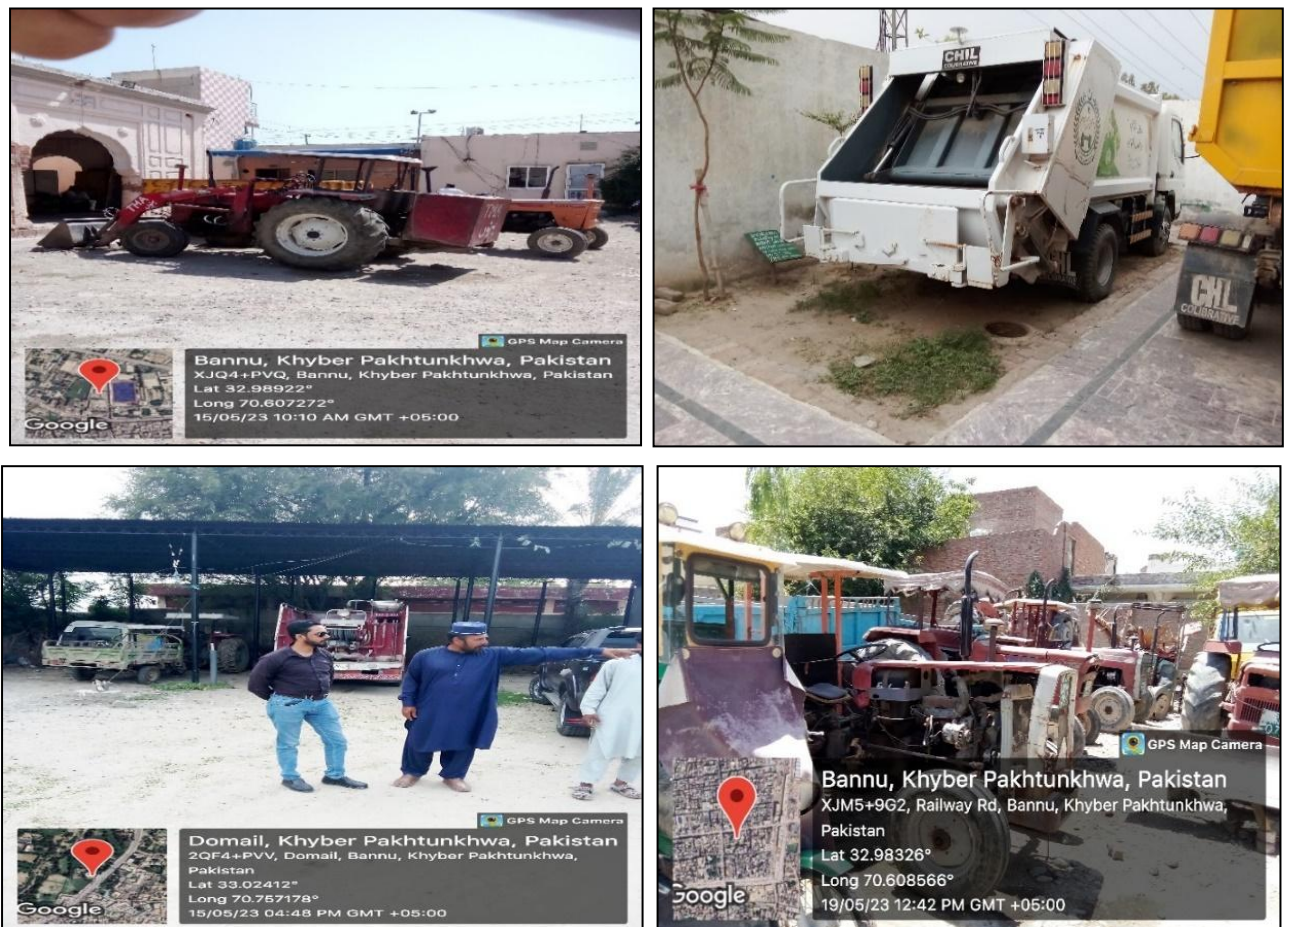 TMA
GPS Map Camera
Bannu, Khyber Pakhtunkhwa, Pakistan
XJQ4+PVQ, Bannu, Khyber Pakhtunkhwa, Pakistan
Lat 32.98922°
Long 70.607272°
15/05/23 10:10 AM GMT +05:00
Google
CHIL
CHL
GPS Map Camera
Domail, Khyber Pakhtunkhwa, Pakistan
2QF4+PVV, Domail, Bannu, Khyber Pakhtunkhwa,
Pakistan
Lat 33.02412°
Long 70.757178°
15/05/23 04:48 PM GMT +05:00
Google
GPS Map Camera
Bannu, Khyber Pakhtunkhwa, Pakistan
XJM5+9G2, Railway Rd, Bannu, Khyber Pakhtunkhwa,
Pakistan
Lat 32.98326°
Long 70.608566°
19/05/23 12:42 PM GMT +05:00
Google